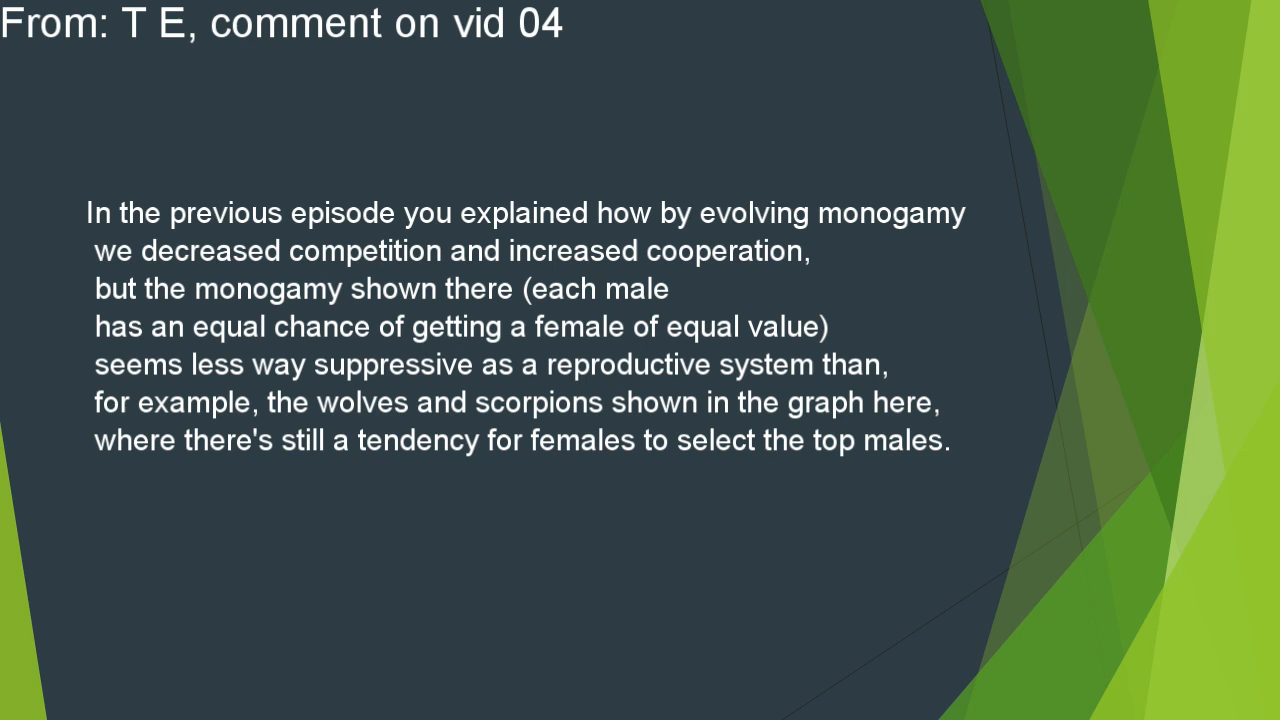 From: T E, comment on vid 04
In the previous episode you explained how by evolving monogamy
we decreased competition and increased cooperation,
but the monogamy shown there (each male
has an equal chance of getting a female of equal value)
seems less way suppressive as a reproductive system than,
for example, the wolves and scorpions shown in the graph here,
where there's still a tendency for females to select the top males.